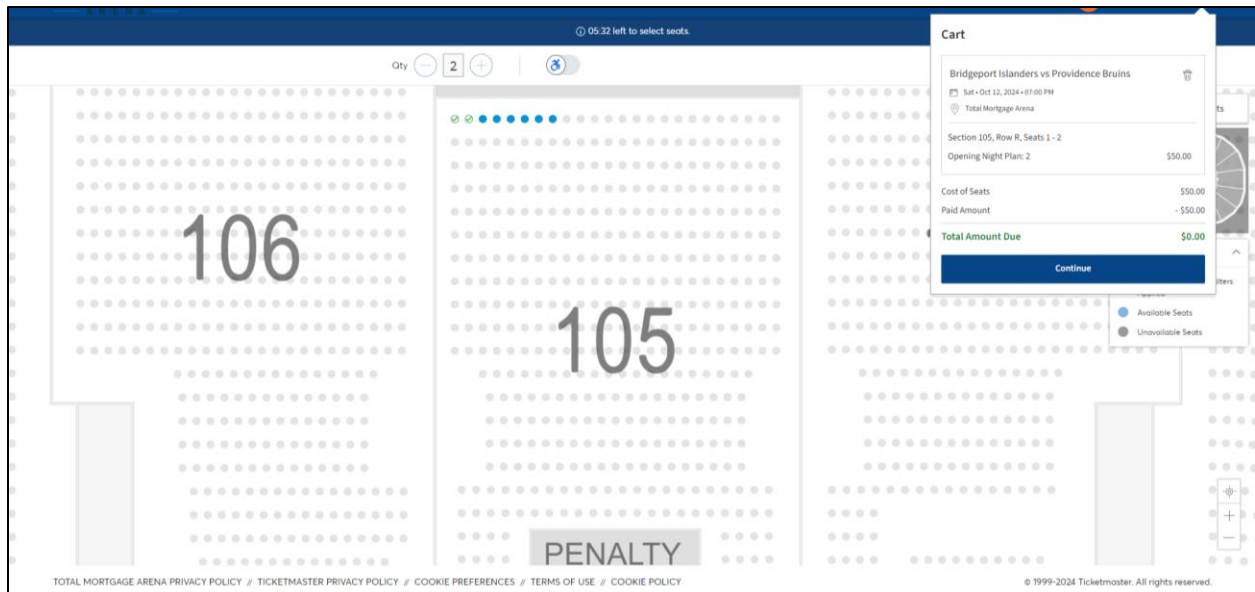 05:32 left to select seats.
Qty
2
Cart
Bridgeport Islanders vs Providence Bruins
Sat • Oct 12, 2024 • 07:00 PM
Total Mortgage Arena
Section 105, Row R, Seats 1 - 2
Opening Night Plan: 2 $50.00
Cost of Seats $50.00
Paid Amount - $50.00
Total Amount Due $0.00
Continue
Available Seats
Unavailable Seats
106
105
PENALTY
TOTAL MORTGAGE ARENA PRIVACY POLICY // TICKETMASTER PRIVACY POLICY // COOKIE PREFERENCES // TERMS OF USE // COOKIE POLICY
© 1999-2024 Ticketmaster. All rights reserved.